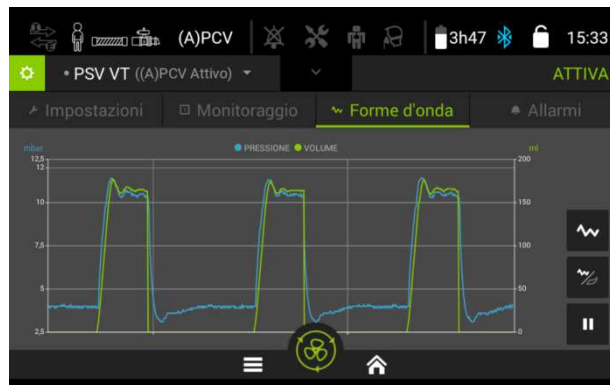 (A)PCV 3h47 15:33
• PSV VT ((A)PCV Attivo) ATTIVA
Impostazioni Monitoraggio Forme d'onda Allarmi
mbar PRESSIONE VOLUME ml
12,5 200
12
10 150
7,5 100
5 50
2,5 0